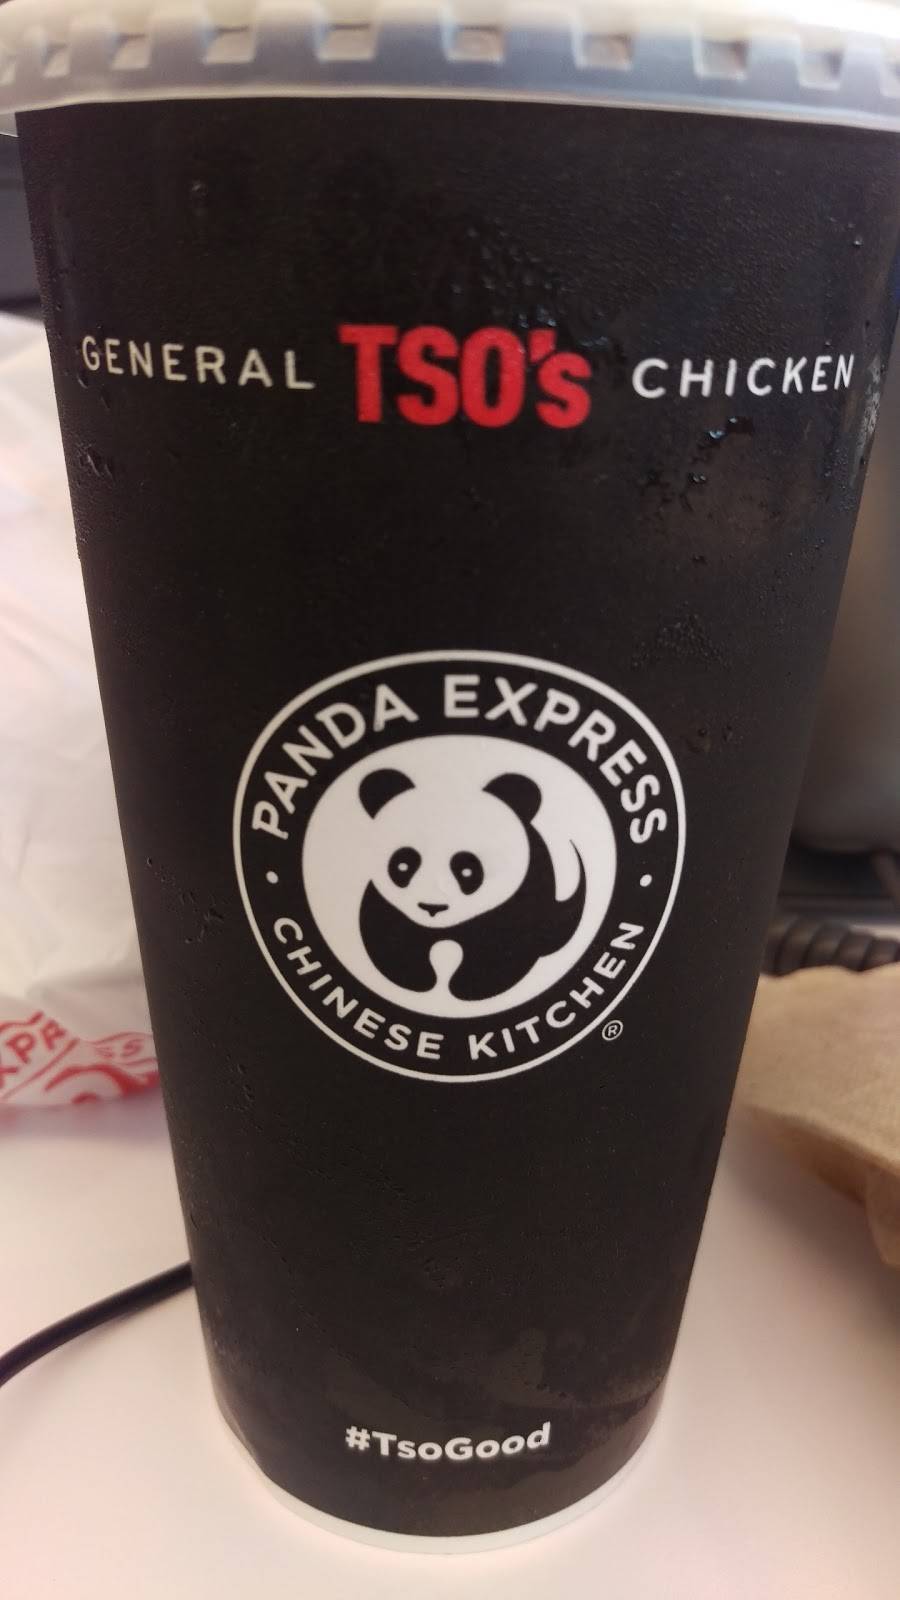 GENERAL TSO's CHICKEN
PANDA EXPRESS
• CHINESE KITCHEN •
®
#TsoGood